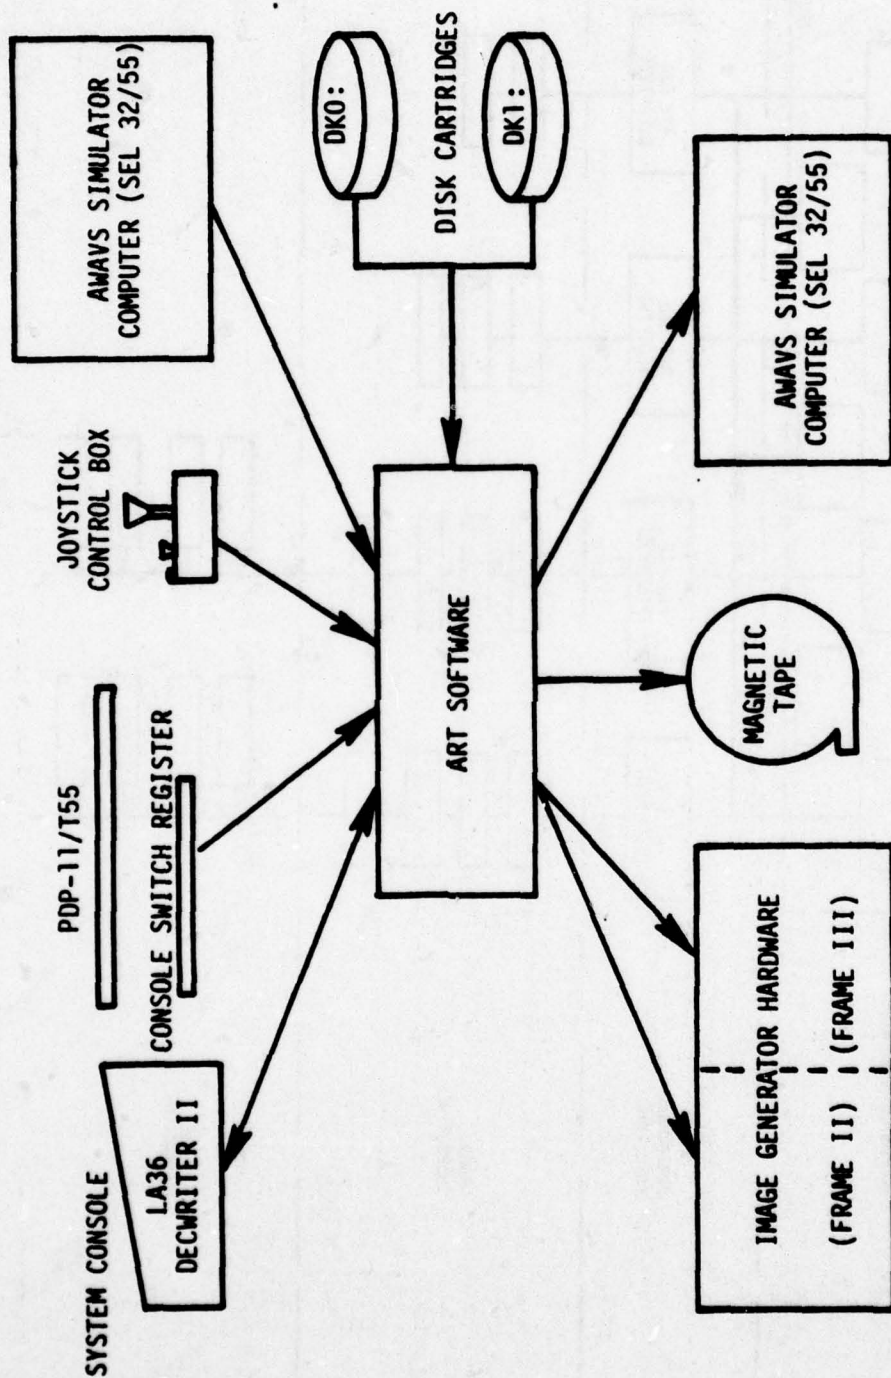 SYSTEM CONSOLE
LA36
DECWRITER II
PDP-11/T55
CONSOLE SWITCH REGISTER
JOYSTICK
CONTROL BOX
AWAVS SIMULATOR
COMPUTER (SEL 32/55)
ART SOFTWARE
DK0:
DK1:
DISK CARTRIDGES
IMAGE GENERATOR HARDWARE
(FRAME II) (FRAME III)
MAGNETIC
TAPE
AWAVS SIMULATOR
COMPUTER (SEL 32/55)